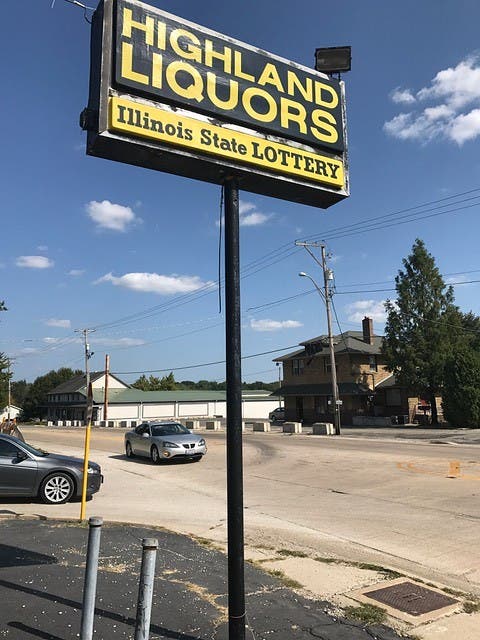 HIGHLAND
LIQUORS
Illinois State LOTTERY